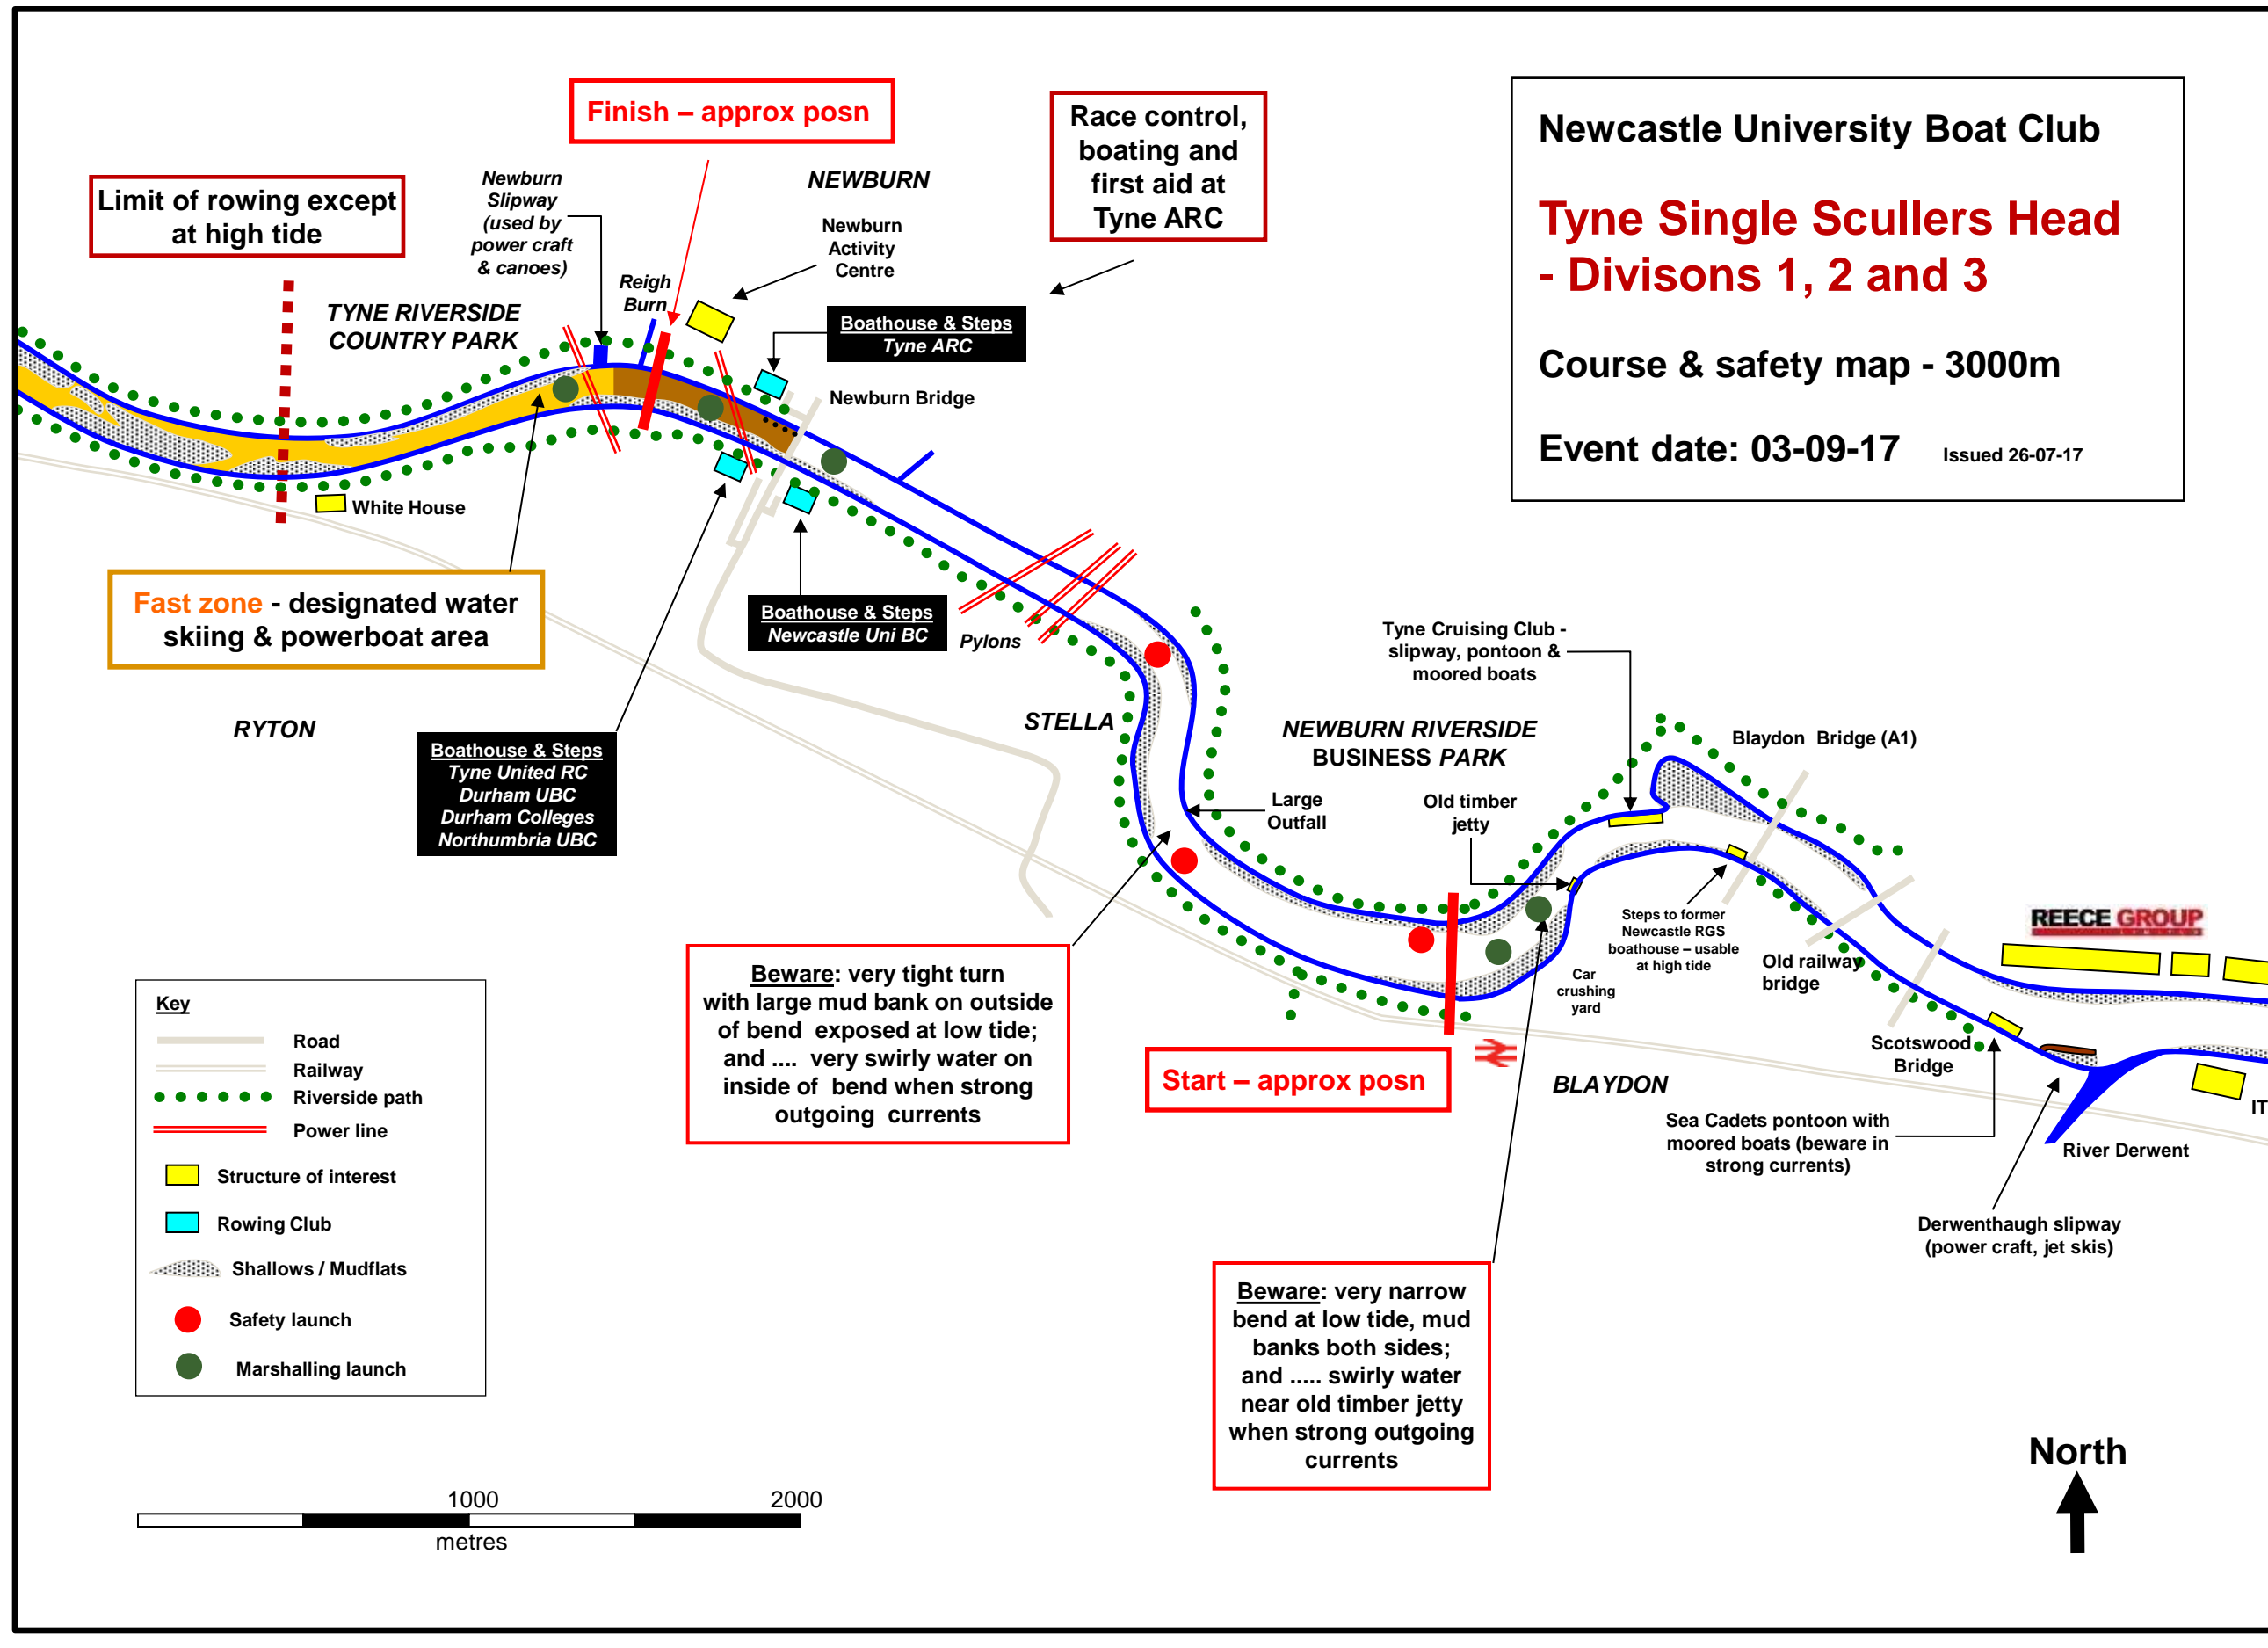 Finish – approx posn
Race control,
boating and
first aid at
Tyne ARC
Newcastle University Boat Club
Tyne Single Scullers Head
- Divisons 1, 2 and 3
Course & safety map - 3000m
Event date: 03-09-17 Issued 26-07-17
Limit of rowing except
at high tide
Newburn
Slipway
(used by
power craft
& canoes)
NEWBURN
Newburn
Activity
Centre
Reigh
Burn
TYNE RIVERSIDE
COUNTRY PARK
Boathouse & Steps
Tyne ARC
Newburn Bridge
White House
Fast zone - designated water
skiing & powerboat area
Boathouse & Steps
Newcastle Uni BC
Pylons
Tyne Cruising Club -
slipway, pontoon &
moored boats
RYTON
STELLA
NEWBURN RIVERSIDE
BUSINESS PARK
Blaydon Bridge (A1)
Boathouse & Steps
Tyne United RC
Durham UBC
Durham Colleges
Northumbria UBC
Large
Outfall
Old timber
jetty
Steps to former
Newcastle RGS
boathouse – usable
at high tide
REECE GROUP
Car
crushing
yard
Old railway
bridge
Beware: very tight turn
with large mud bank on outside
of bend exposed at low tide;
and .... very swirly water on
inside of bend when strong
outgoing currents
Start – approx posn
BLAYDON
Scotswood
Bridge
Sea Cadets pontoon with
moored boats (beware in
strong currents)
IT
River Derwent
Derwenthaugh slipway
(power craft, jet skis)
Key
Road
Railway
Riverside path
Power line
Structure of interest
Rowing Club
Shallows / Mudflats
Safety launch
Marshalling launch
Beware: very narrow
bend at low tide, mud
banks both sides;
and ..... swirly water
near old timber jetty
when strong outgoing
currents
North
1000 2000
metres